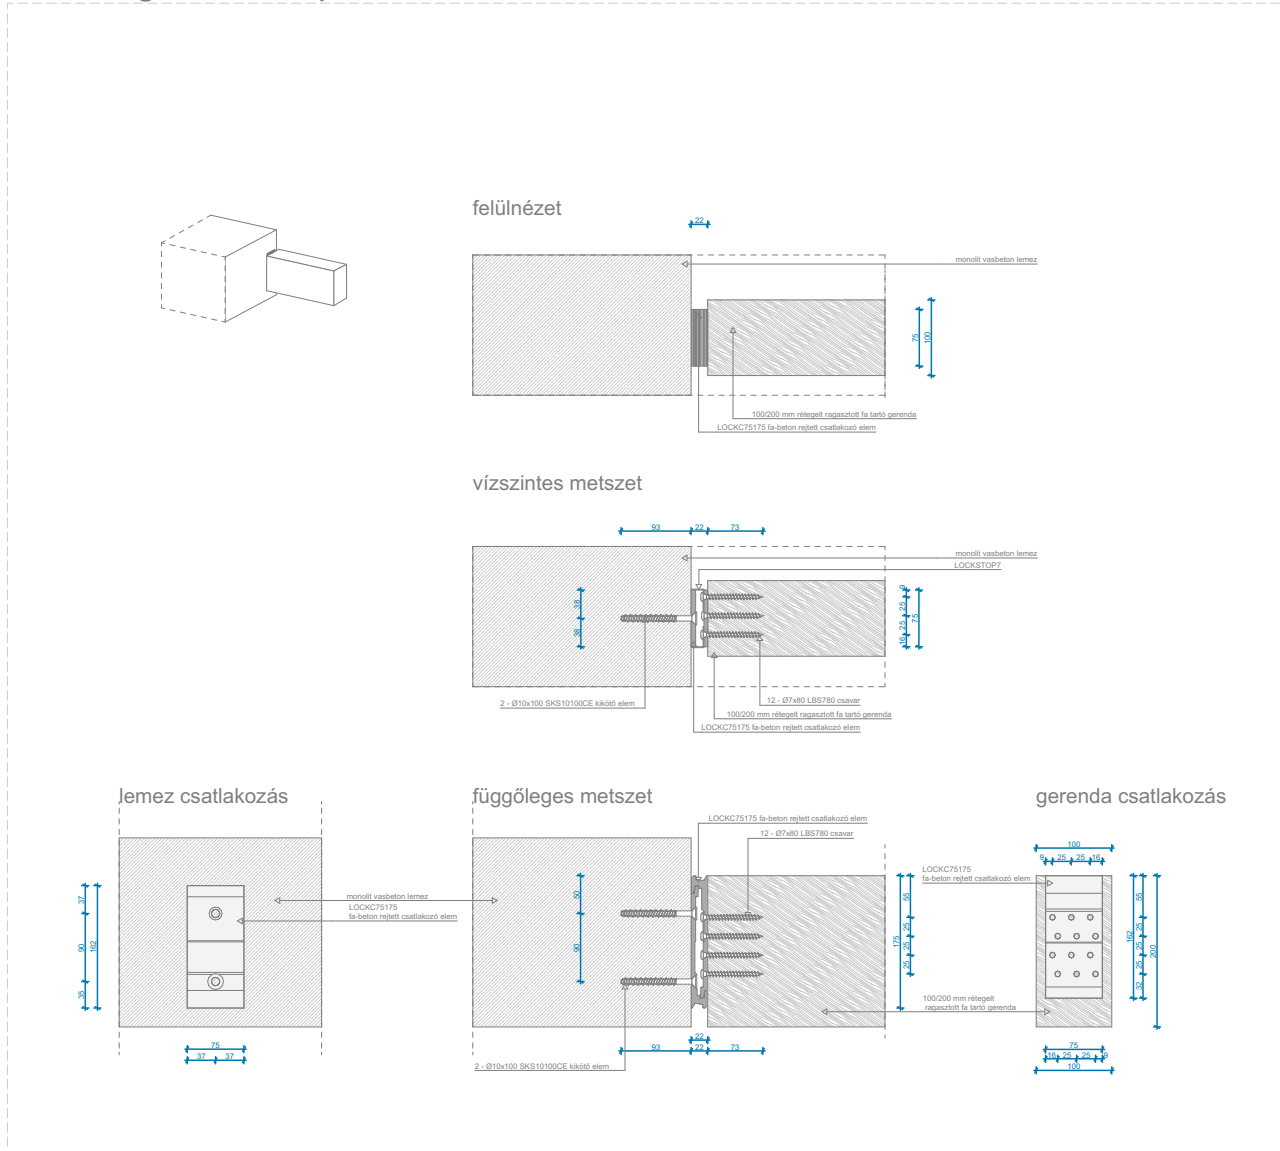 felülnézet
22
monolit vasbeton lemez
75
100
100/200 mm rétegelt ragasztott fa tartó gerenda
LOCKC75175 fa-beton rejtett csatlakozó elem
vízszintes metszet
93
22
73
monolit vasbeton lemez
LOCKSTOP7
38
38
9
25
25
16
75
2 - Ø10x100 SKS10100CE kikötő elem
12 - Ø7x80 LBS780 csavar
100/200 mm rétegelt ragasztott fa tartó gerenda
LOCKC75175 fa-beton rejtett csatlakozó elem
lemez csatlakozás
37
90
35
162
75
37
37
monolit vasbeton lemez
LOCKC75175
fa-beton rejtett csatlakozó elem
függőleges metszet
LOCKC75175 fa-beton rejtett csatlakozó elem
12 - Ø7x80 LBS780 csavar
50
90
55
25
25
25
175
22
93
22
73
2 - Ø10x100 SKS10100CE kikötő elem
gerenda csatlakozás
100
9
25
25
16
LOCKC75175
fa-beton rejtett csatlakozó elem
55
25
25
25
32
162
200
100/200 mm rétegelt
ragasztott fa tartó gerenda
75
16
25
25
9
100